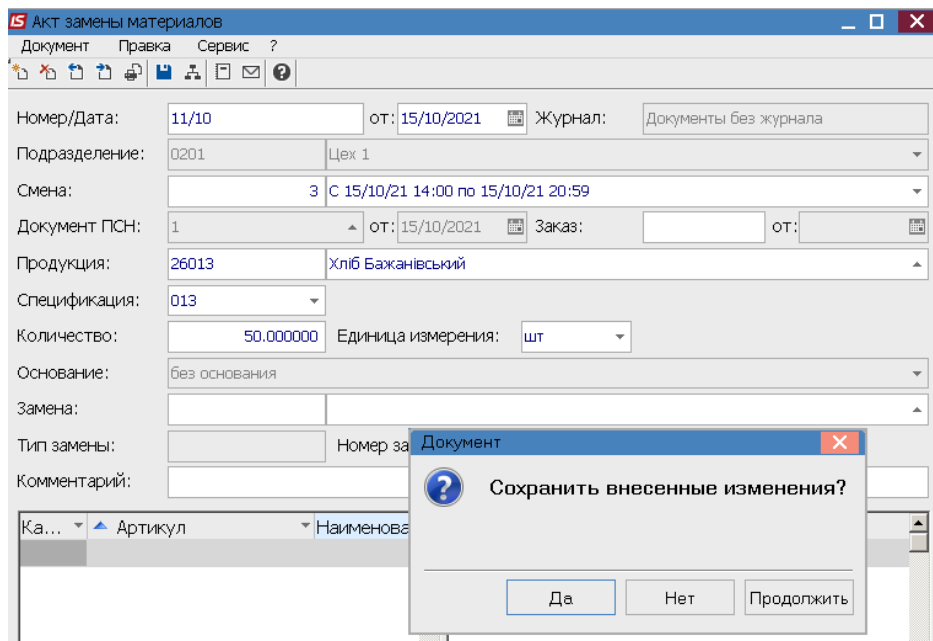 IS Акт замены материалов
Документ Правка Сервис ?
Номер/Дата: 11/10 от: 15/10/2021 Журнал: Документы без журнала
Подразделение: 0201 Цех 1
Смена: 3 С 15/10/21 14:00 по 15/10/21 20:59
Документ ПСН: 1 от: 15/10/2021 Заказ: от:
Продукция: 26013 Хліб Бажанівський
Спецификация: 013
Количество: 50.000000 Единица измерения: шт
Основание: без основания
Замена:
Тип замены: Номер за
Документ
Комментарий:
Сохранить внесенные изменения?
Ка... Артикул Наименова
Да Нет Продолжить